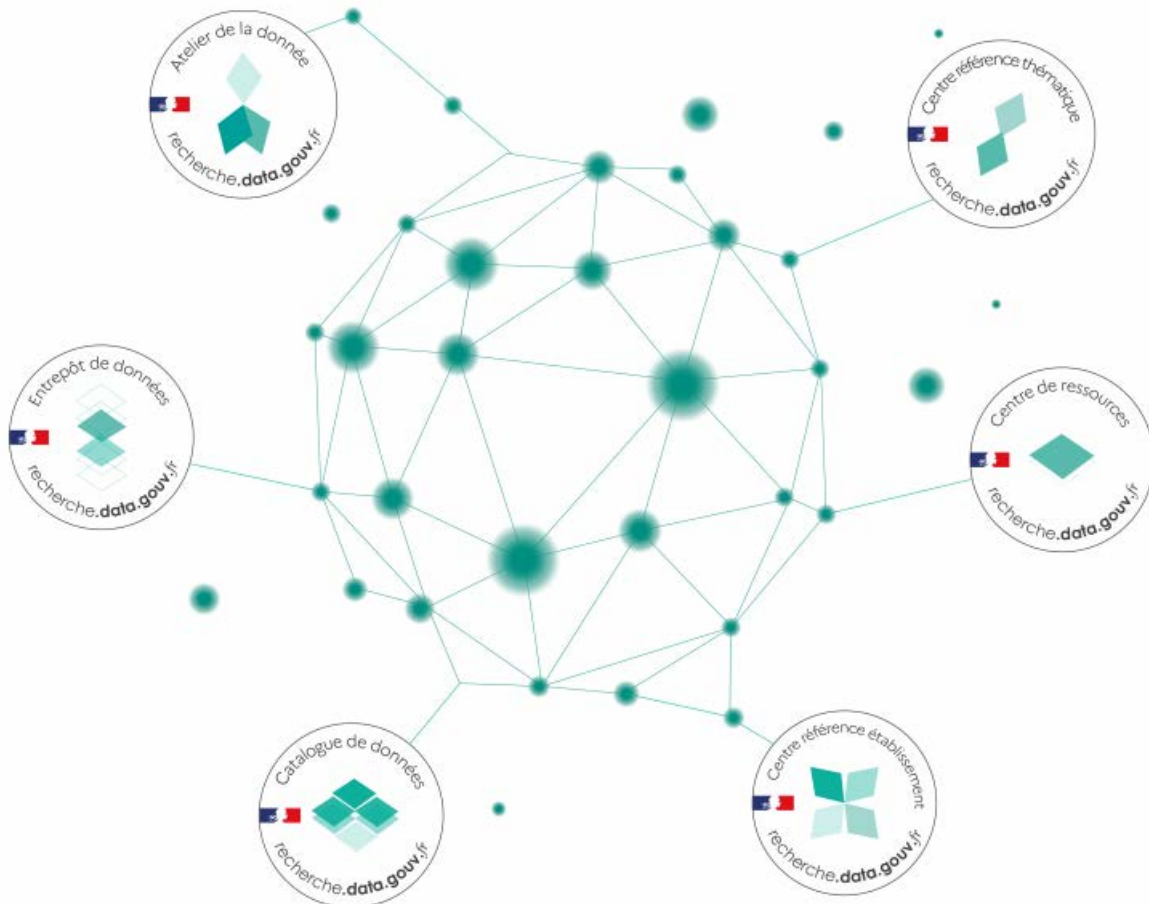 Atelier de la donnée
recherche.data.gouv.fr
Centre référence thématique
recherche.data.gouv.fr
Entrepôt de données
recherche.data.gouv.fr
Centre de ressources
recherche.data.gouv.fr
Catalogue de données
recherche.data.gouv.fr
Centre référence établissement
recherche.data.gouv.fr